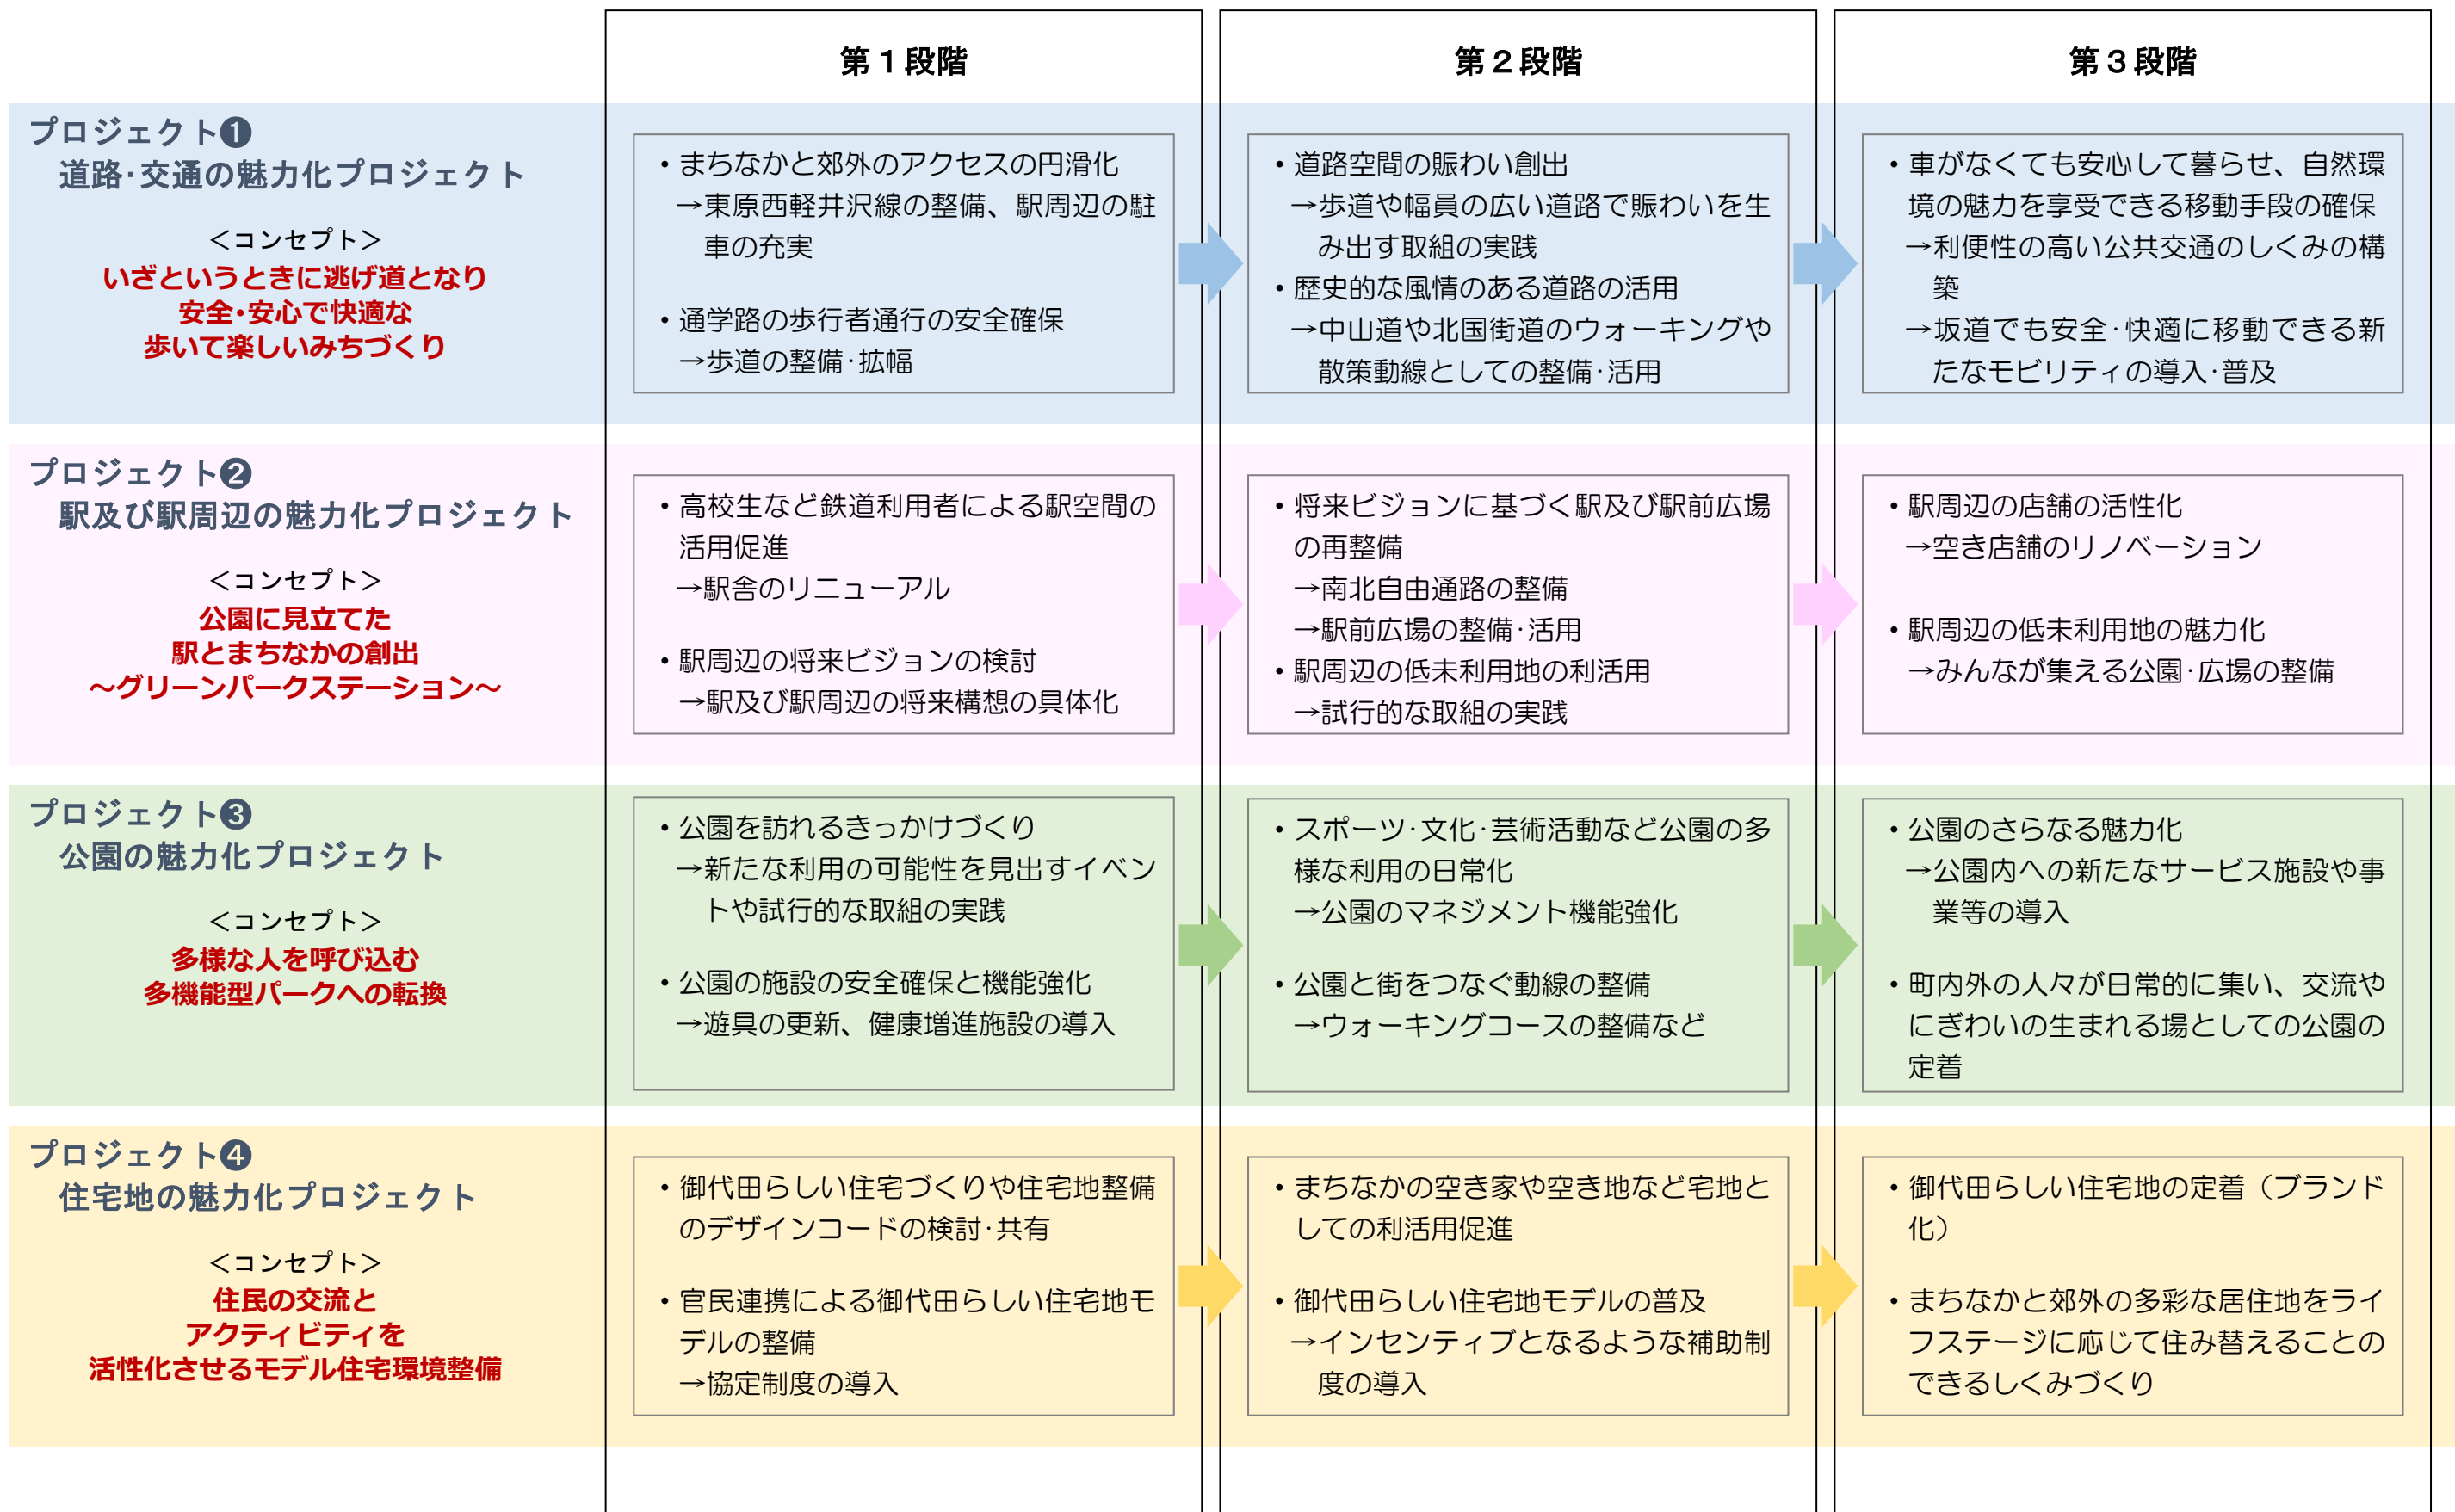 第１段階
第２段階
第３段階
プロジェクト❶
道路･交通の魅力化プロジェクト
＜コンセプト＞
いざというときに逃げ道となり
安全･安心で快適な
歩いて楽しいみちづくり
・まちなかと郊外のアクセスの円滑化
→東原西軽井沢線の整備、駅周辺の駐
車の充実
・通学路の歩行者通行の安全確保
→歩道の整備･拡幅
・道路空間の賑わい創出
→歩道や幅員の広い道路で賑わいを生
み出す取組の実践
・歴史的な風情のある道路の活用
→中山道や北国街道のウォーキングや
散策動線としての整備･活用
・車がなくても安心して暮らせ、自然環
境の魅力を享受できる移動手段の確保
→利便性の高い公共交通のしくみの構
築
→坂道でも安全･快適に移動できる新
たなモビリティの導入･普及
プロジェクト❷
駅及び駅周辺の魅力化プロジェクト
＜コンセプト＞
公園に見立てた
駅とまちなかの創出
～グリーンパークステーション～
・高校生など鉄道利用者による駅空間の
活用促進
→駅舎のリニューアル
・駅周辺の将来ビジョンの検討
→駅及び駅周辺の将来構想の具体化
・将来ビジョンに基づく駅及び駅前広場
の再整備
→南北自由通路の整備
→駅前広場の整備･活用
・駅周辺の低未利用地の利活用
→試行的な取組の実践
・駅周辺の店舗の活性化
→空き店舗のリノベーション
・駅周辺の低未利用地の魅力化
→みんなが集える公園･広場の整備
プロジェクト❸
公園の魅力化プロジェクト
＜コンセプト＞
多様な人を呼び込む
多機能型パークへの転換
・公園を訪れるきっかけづくり
→新たな利用の可能性を見出すイベン
トや試行的な取組の実践
・公園の施設の安全確保と機能強化
→遊具の更新、健康増進施設の導入
・スポーツ･文化･芸術活動など公園の多
様な利用の日常化
→公園のマネジメント機能強化
・公園と街をつなぐ動線の整備
→ウォーキングコースの整備など
・公園のさらなる魅力化
→公園内への新たなサービス施設や事
業等の導入
・町内外の人々が日常的に集い、交流や
にぎわいの生まれる場としての公園の
定着
プロジェクト❹
住宅地の魅力化プロジェクト
＜コンセプト＞
住民の交流と
アクティビティを
活性化させるモデル住宅環境整備
・御代田らしい住宅づくりや住宅地整備
のデザインコードの検討･共有
・官民連携による御代田らしい住宅地モ
デルの整備
→協定制度の導入
・まちなかの空き家や空き地など宅地と
しての利活用促進
・御代田らしい住宅地モデルの普及
→インセンティブとなるような補助制
度の導入
・御代田らしい住宅地の定着（ブランド
化）
・まちなかと郊外の多彩な居住地をライ
フステージに応じて住み替えることの
できるしくみづくり